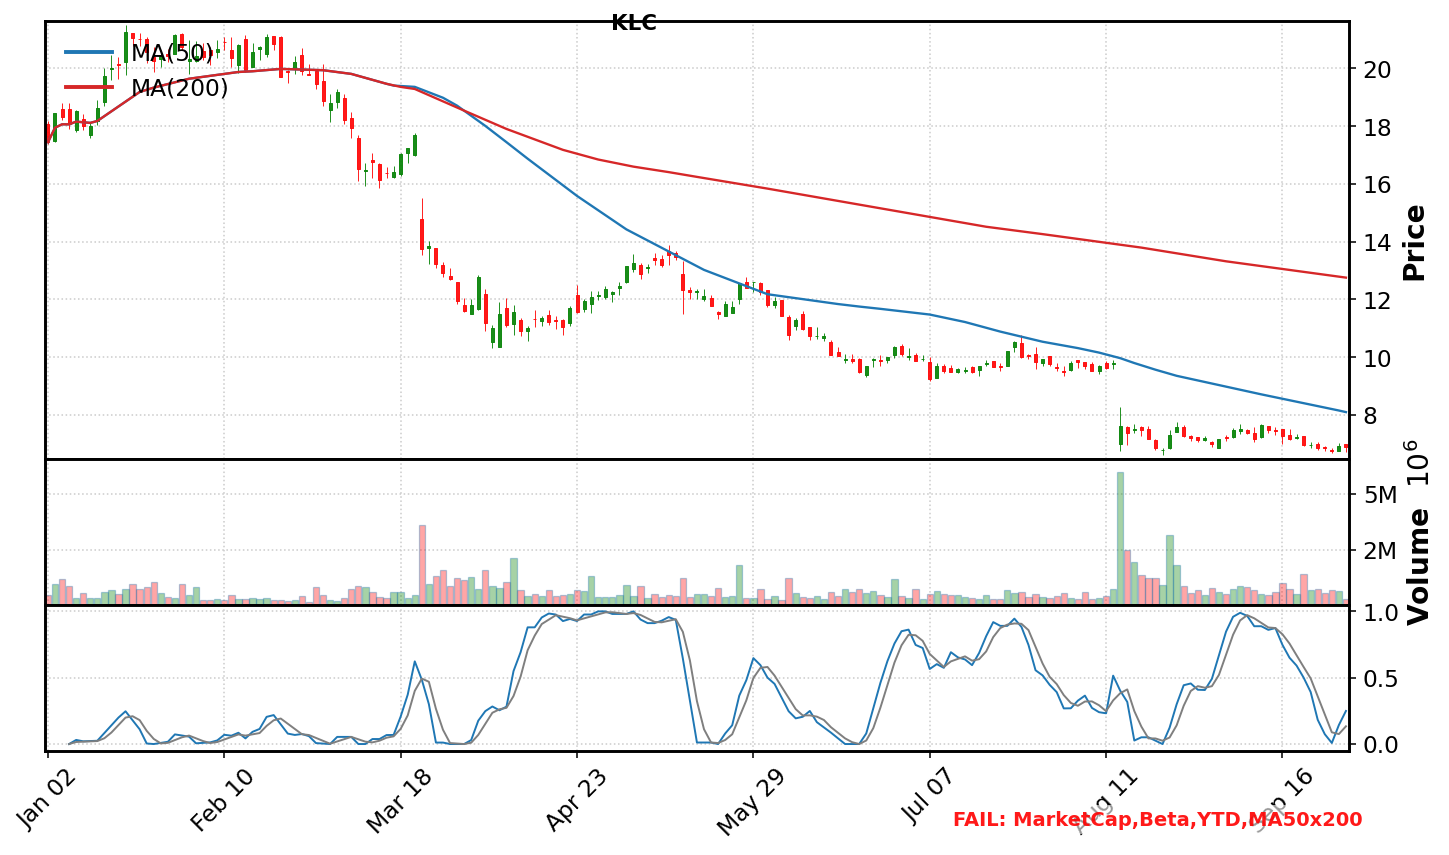 KLC
MA(50)
MA(200)
20
18
16
14
12
10
8
Price
5M
2M
Volume 10^6
1.0
0.5
0.0
Jan 02
Feb 10
Mar 18
Apr 23
May 29
Jul 07
Aug 11
Sep 16
FAIL: MarketCap,Beta,YTD,MA50x200